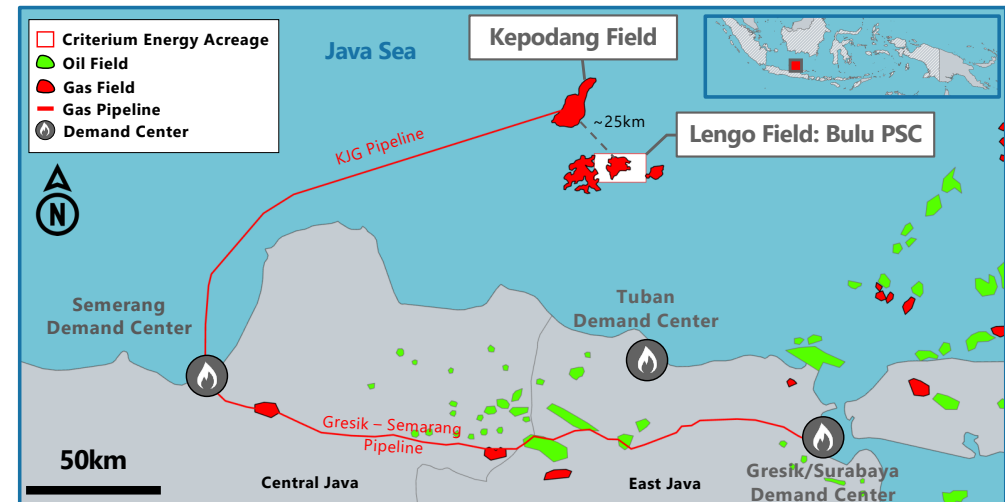 Criterium Energy Acreage
Oil Field
Gas Field
Gas Pipeline
Demand Center
N
Java Sea
Kepodang Field
~25km
KJG Pipeline
Lengo Field: Bulu PSC
Semerang
Demand Center
Tuban
Demand Center
Gresik – Semarang
Pipeline
50km
Central Java
East Java
Gresik/Surabaya
Demand Center